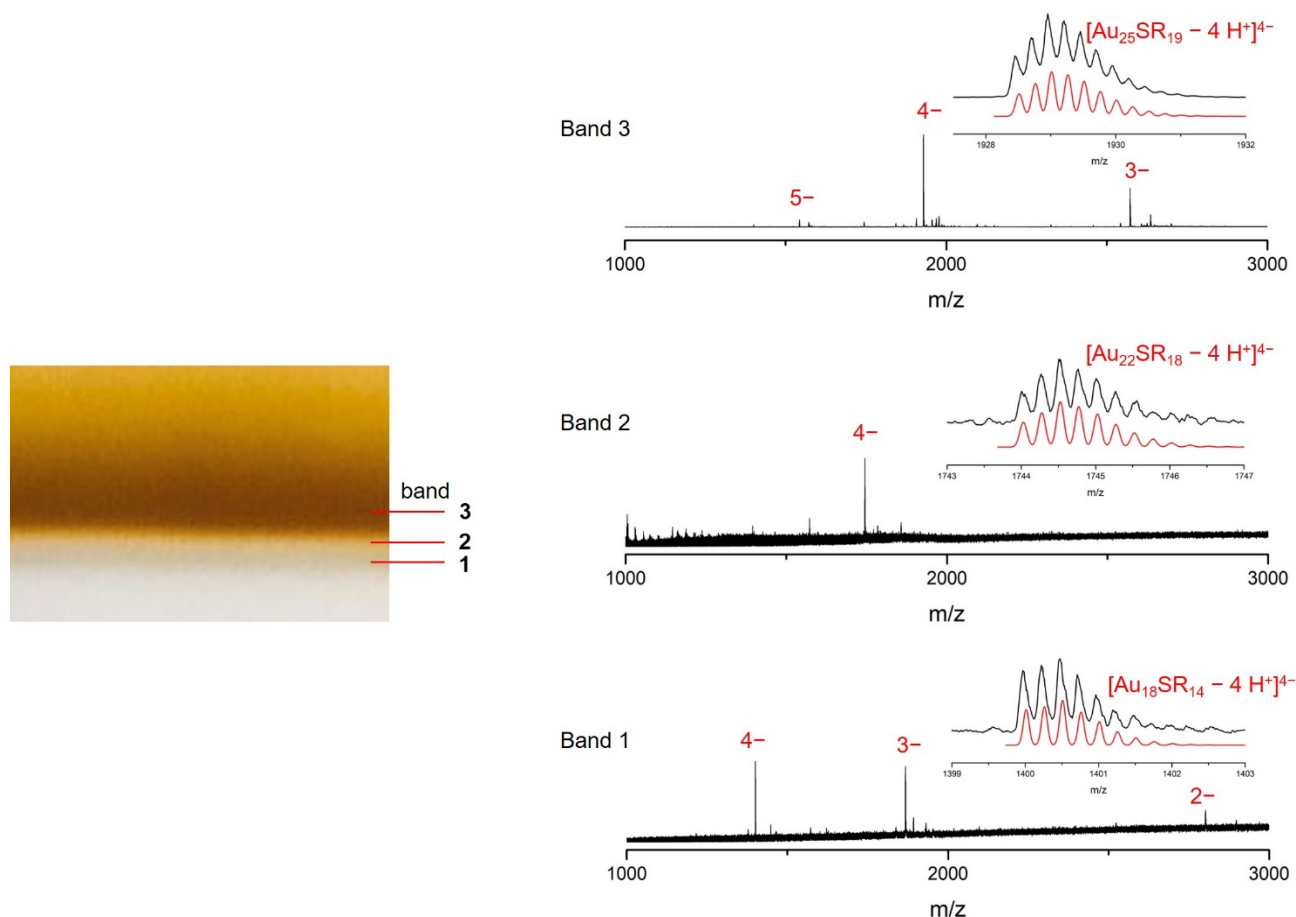 band
3
2
1
Band 3
[Au₂₅SR₁₉ − 4 H⁺]⁴⁻
1928
1930
1932
m/z
5−
4−
3−
1000
2000
3000
m/z
Band 2
[Au₂₂SR₁₈ − 4 H⁺]⁴⁻
1743
1744
1745
1746
1747
m/z
4−
1000
2000
3000
m/z
Band 1
[Au₁₈SR₁₄ − 4 H⁺]⁴⁻
1399
1400
1401
1402
1403
m/z
4−
3−
2−
1000
2000
3000
m/z